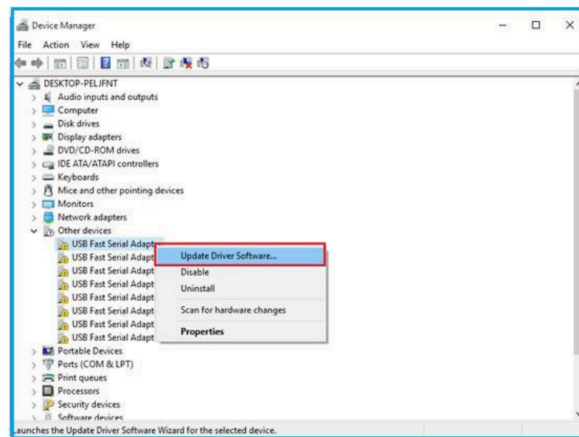 Device Manager
File Action View Help
DESKTOP-PELJFNT
Audio inputs and outputs
Computer
Disk drives
Display adapters
DVD/CD-ROM drives
IDE ATA/ATAPI controllers
Keyboards
Mice and other pointing devices
Monitors
Network adapters
Other devices
USB Fast Serial Adapt
USB Fast Serial Adapt
USB Fast Serial Adapt
USB Fast Serial Adapt
USB Fast Serial Adapt
USB Fast Serial Adapt
USB Fast Serial Adapt
USB Fast Serial Adapt
Update Driver Software...
Disable
Uninstall
Scan for hardware changes
Properties
Portable Devices
Ports (COM & LPT)
Print queues
Processors
Security devices
Software devices
aunches the Update Driver Software Wizard for the selected device.